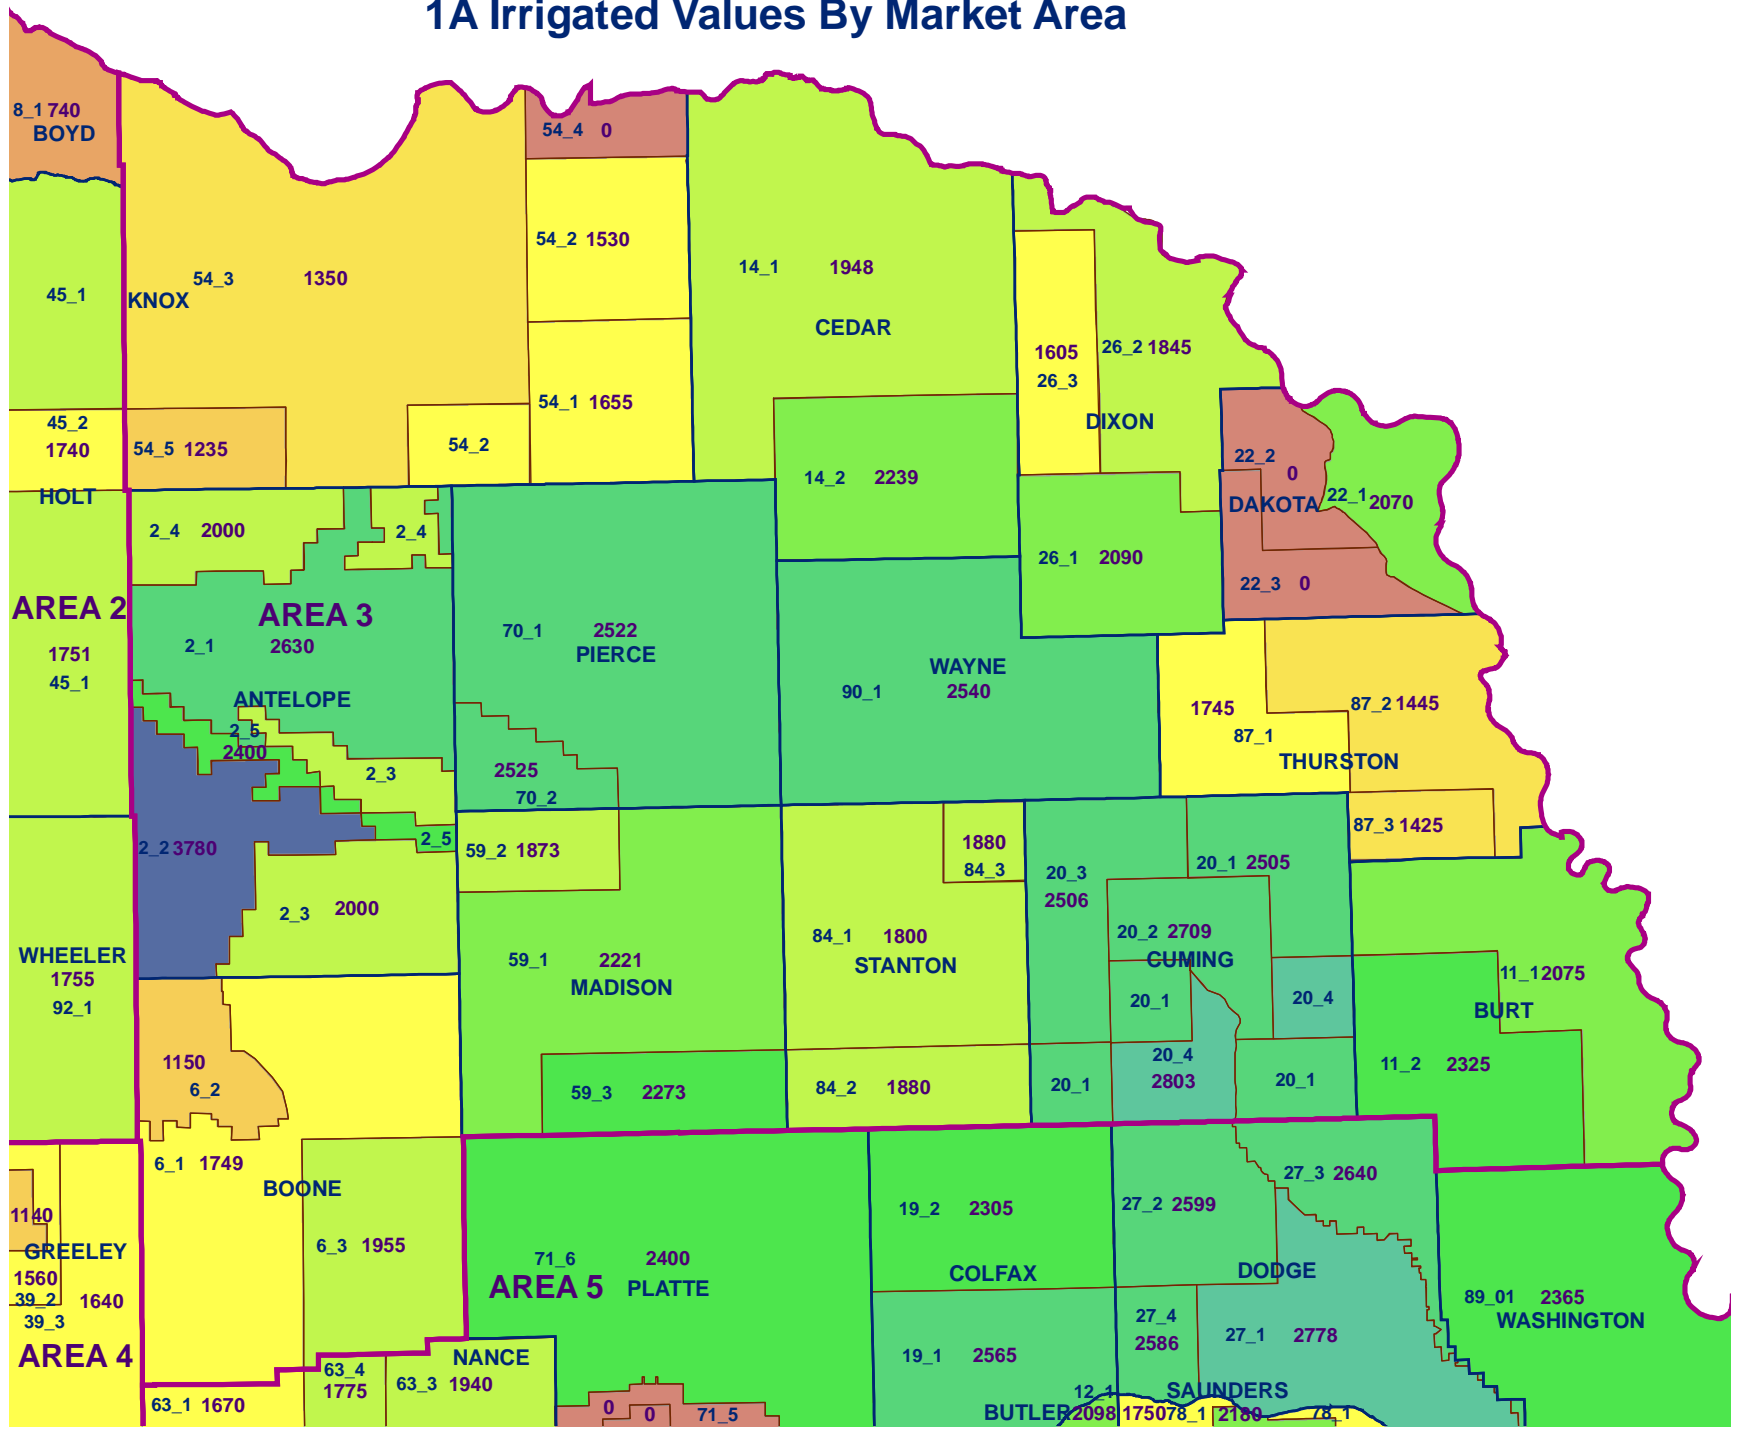 1A Irrigated Values By Market Area
8_1 740
BOYD
54_4 0
54_2 1530
14_1 1948
54_3 1350
45_1
KNOX
CEDAR
26_2 1845
1605
26_3
54_1 1655
DIXON
45_2
1740
54_5 1235
54_2
22_2
0
14_2 2239
HOLT
22_1 2070
DAKOTA
2_4 2000
2_4
26_1 2090
22_3 0
AREA 2
AREA 3
70_1 2522
PIERCE
2_1 2630
1751
45_1
WAYNE
90_1 2540
ANTELOPE
87_2 1445
1745
87_1
2_5
2400
THURSTON
2_3
2525
70_2
87_3 1425
2_5
2_2 3780
59_2 1873
1880
84_3
20_1 2505
20_3
2506
2_3 2000
84_1 1800
20_2 2709
WHEELER
1755
92_1
59_1 2221
MADISON
STANTON
CUMING
11_1 2075
20_1
20_4
BURT
1150
6_2
20_4
2803
11_2 2325
59_3 2273
84_2 1880
20_1
20_1
6_1 1749
27_3 2640
BOONE
27_2 2599
1140
19_2 2305
GREELEY
6_3 1955
71_6 2400
1560
39_2
39_3
1640
AREA 5
PLATTE
COLFAX
DODGE
89_01 2365
WASHINGTON
27_4
2586
27_1 2778
AREA 4
NANCE
19_1 2565
63_4
1775
63_3 1940
63_1 1670
12_1
SAUNDERS
0
0
71_5
BUTLER 2098 1750 78_1 2180 78_1